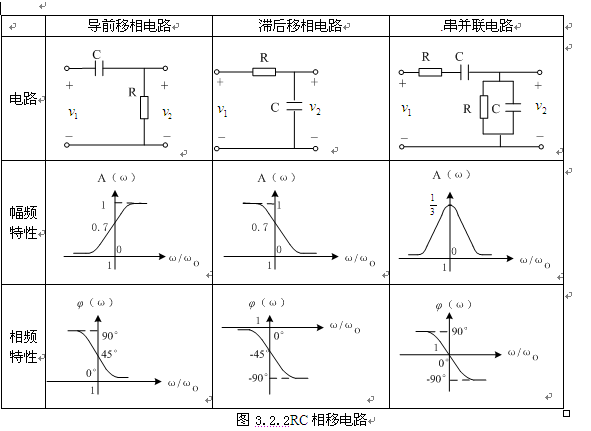 导前移相电路 滞后移相电路 串并联电路
电路
C
R
+ +
v1 v2
− −
R
C
+ +
v1 v2
− −
R C
R C
+ +
v1 v2
− −
幅频特性
A(ω)
1
0.7
0
1
ω/ωO
A(ω)
1
0.7
0
1
ω/ωO
A(ω)
1/3
0
1
ω/ωO
相频特性
φ(ω)
90°
45°
0°
1
ω/ωO
φ(ω)
1
0°
-45°
-90°
ω/ωO
φ(ω)
90°
1
0°
-90°
ω/ωO
图 3.2.2RC 相移电路